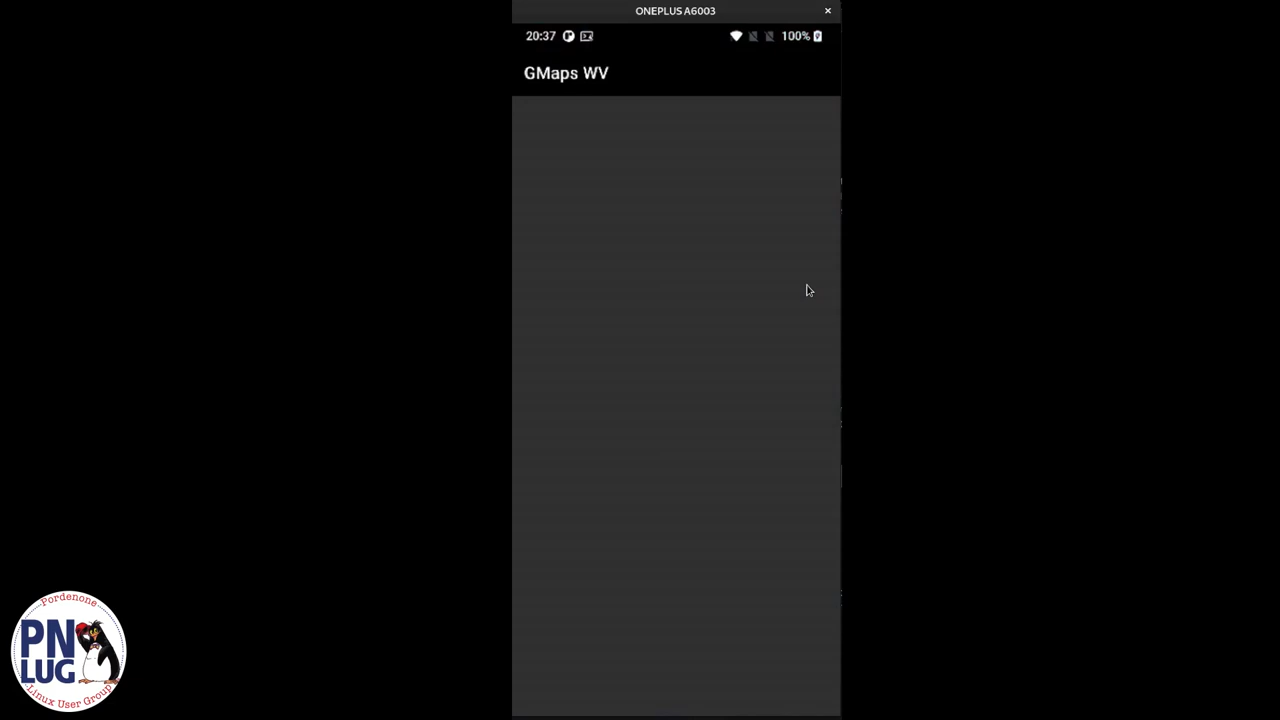 ONEPLUS A6003
20:37
100%
GMaps WV
Pordenone
PN
LUG
Linux User Group